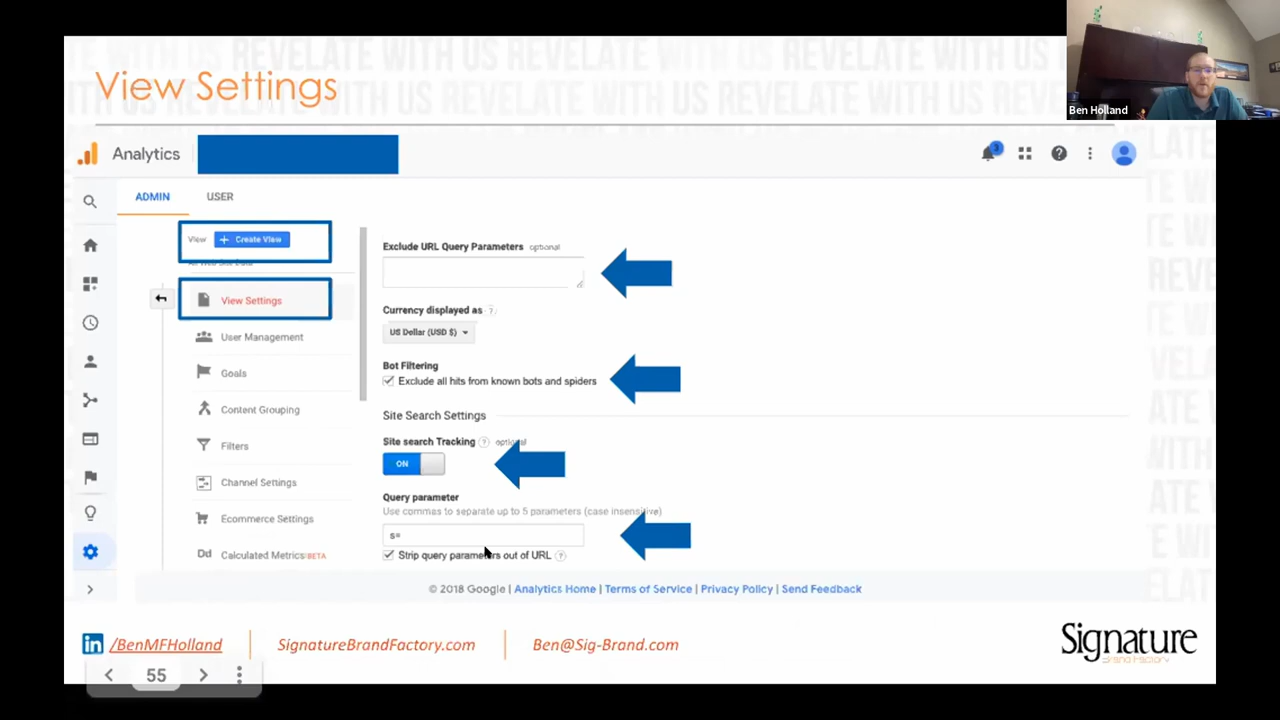 REVELATE WITH US REVELATE WITH US REVELATE WITH US
View Settings
Ben Holland
Analytics
3
ADMIN USER
View + Create View
View Settings
User Management
Goals
Content Grouping
Filters
Channel Settings
Ecommerce Settings
Dd Calculated Metrics BETA
Exclude URL Query Parameters optional
Currency displayed as ?
US Dollar (USD $)
Bot Filtering
Exclude all hits from known bots and spiders
Site Search Settings
Site search Tracking ? optional
ON
Query parameter
Use commas to separate up to 5 parameters (case insensitive)
s=
Strip query parameters out of URL ?
© 2018 Google | Analytics Home | Terms of Service | Privacy Policy | Send Feedback
in /BenMFHolland SignatureBrandFactory.com Ben@Sig-Brand.com
Signature
Brand Factory
55